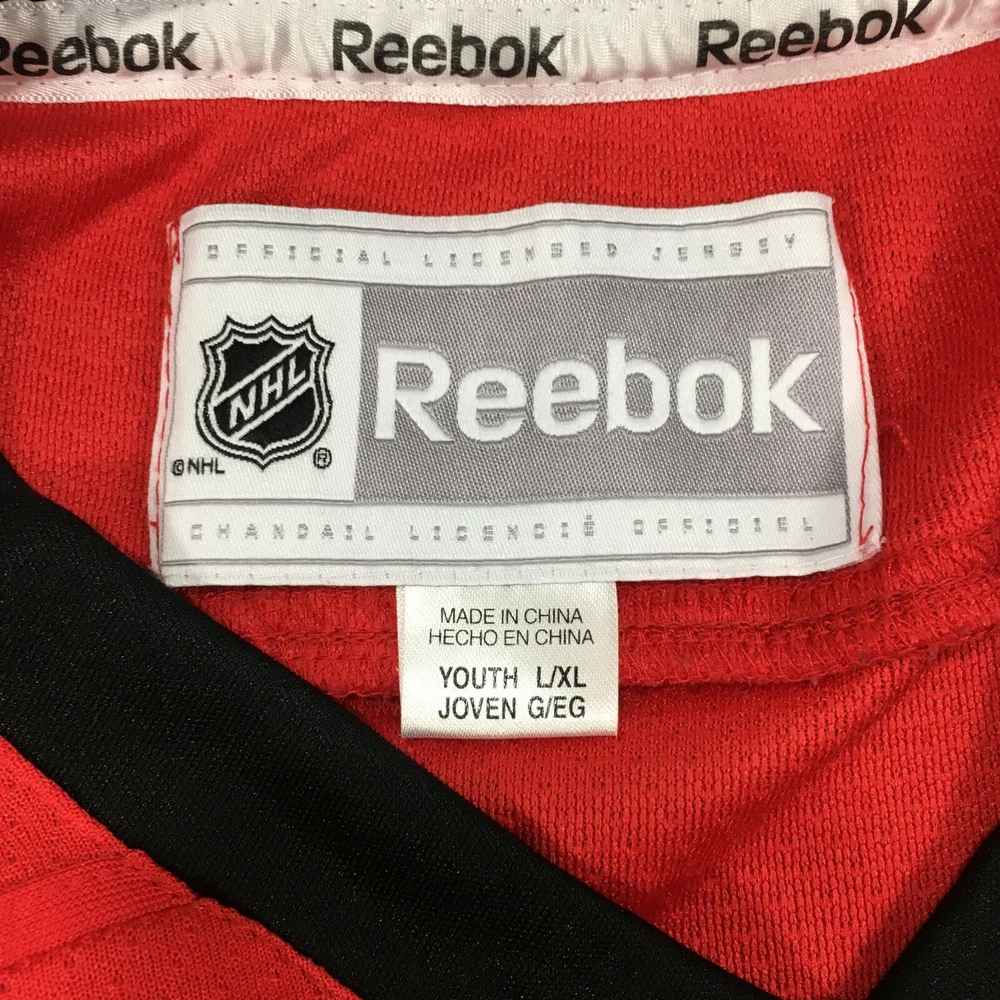 Reebok Reebok Reebok
OFFICIAL LICENSED JERSEY
NHL
Reebok
©NHL ®
CHANDAIL LICENCIÉ OFFICIEL
MADE IN CHINA
HECHO EN CHINA
YOUTH L/XL
JOVEN G/EG